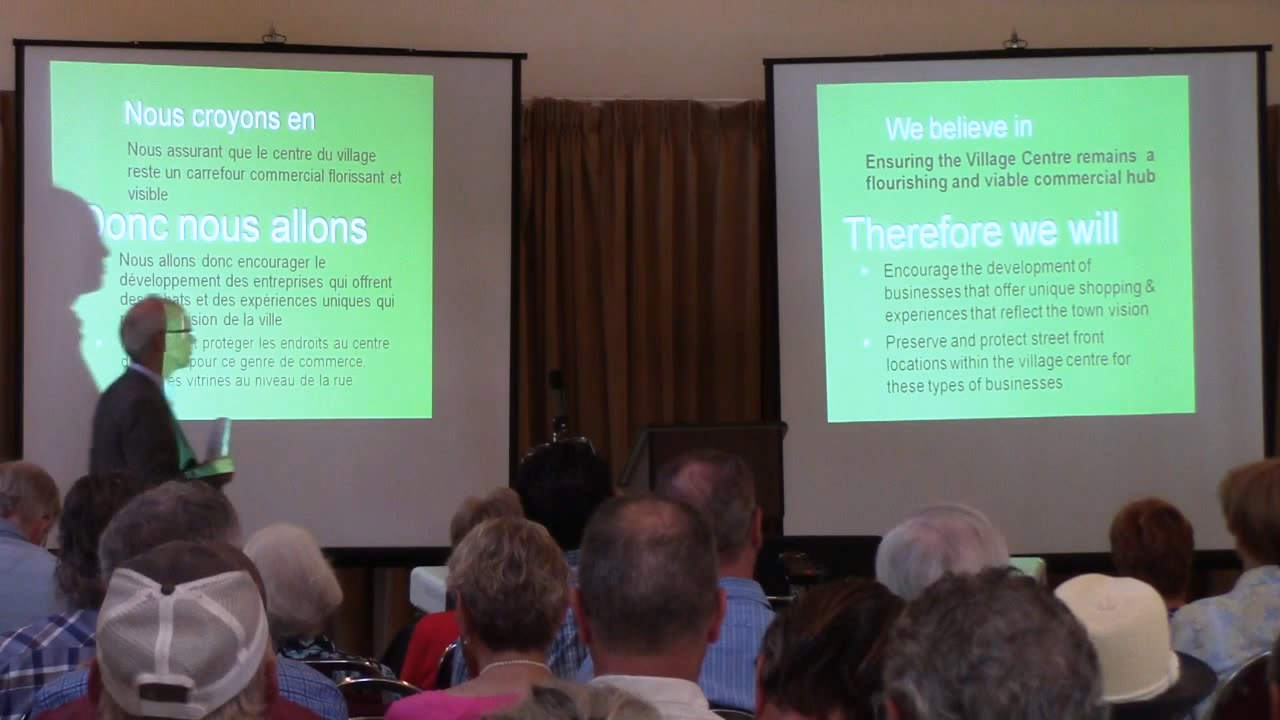 Nous croyons en
Nous assurant que le centre du village
reste un carrefour commercial florissant et
visible
Donc nous allons
Nous allons donc encourager le
développement des entreprises qui offrent
des achats et des expériences uniques qui
de la ville
protéger les endroits au centre
pour ce genre de commerce,
vitrines au niveau de la rue
We believe in
Ensuring the Village Centre remains a
flourishing and viable commercial hub
Therefore we will
Encourage the development of
businesses that offer unique shopping &
experiences that reflect the town vision
Preserve and protect street front
locations within the village centre for
these types of businesses